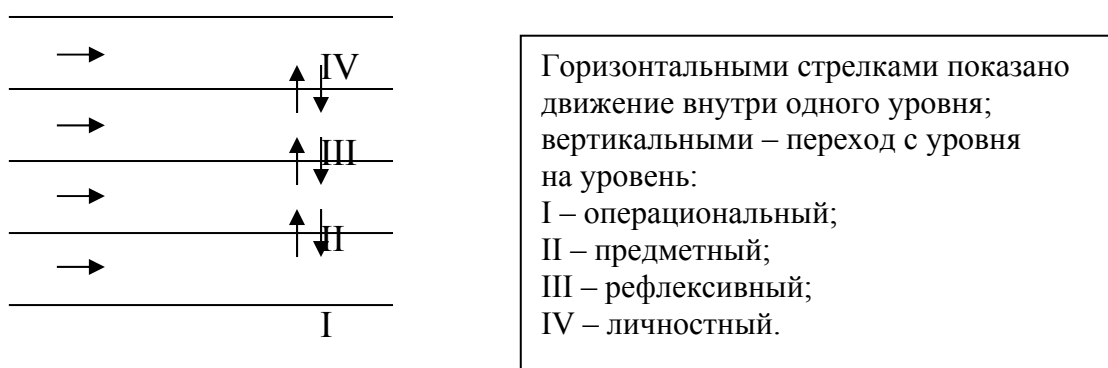 IV
III
II
I
Горизонтальными стрелками показано
движение внутри одного уровня;
вертикальными – переход с уровня
на уровень:
I – операциональный;
II – предметный;
III – рефлексивный;
IV – личностный.